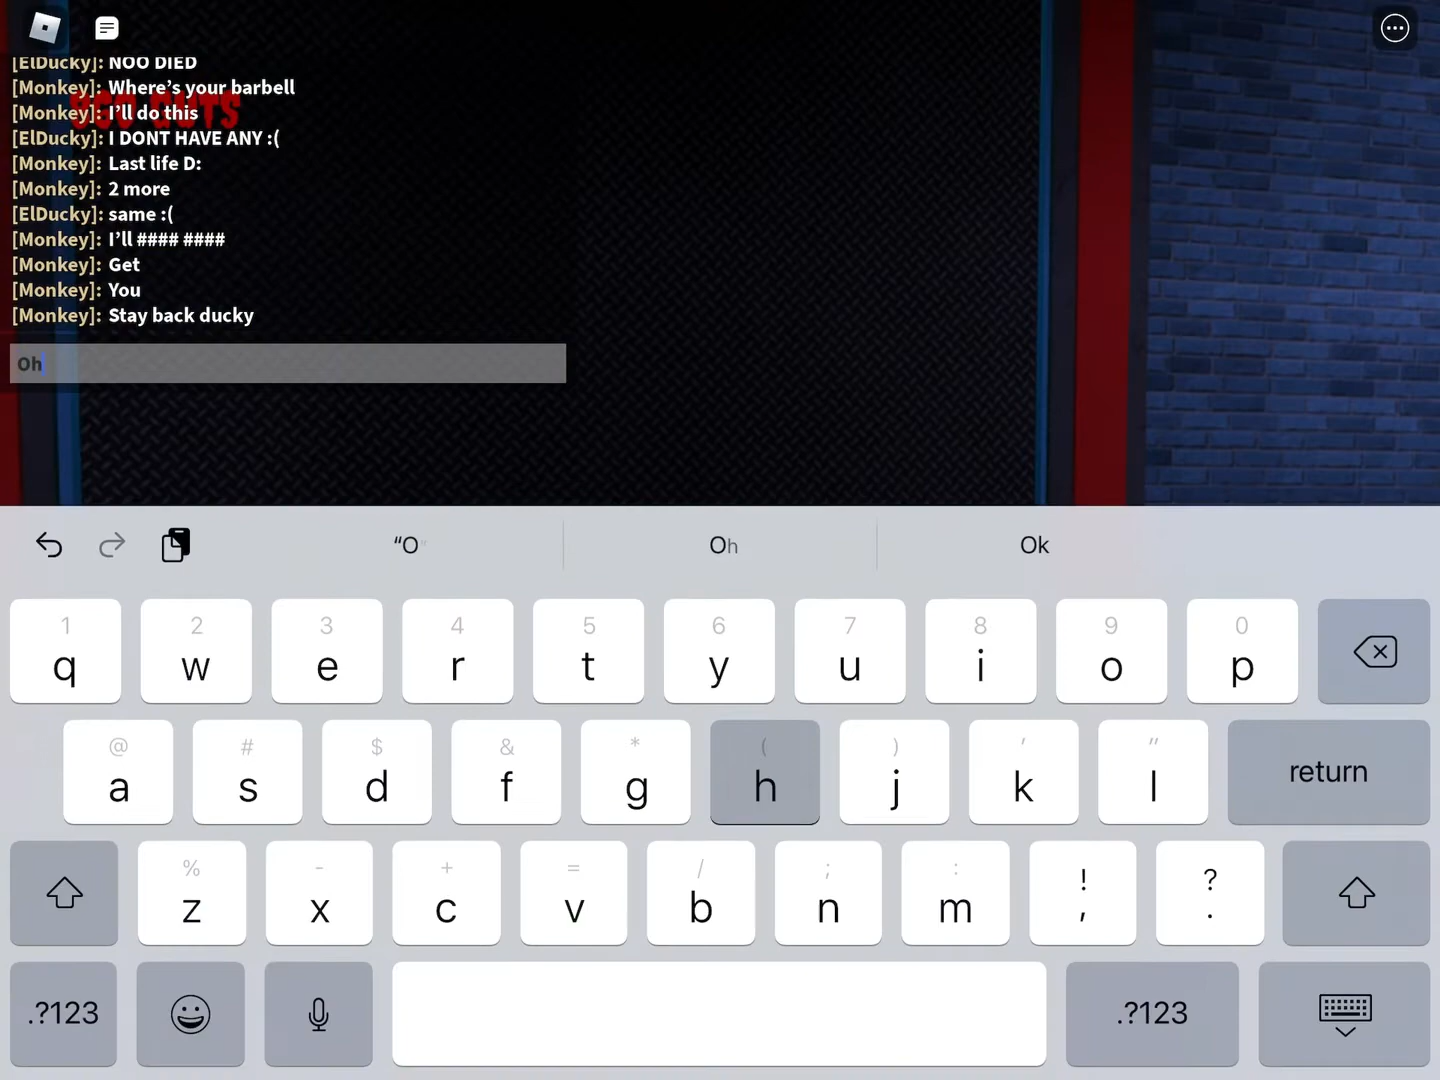 [ElDucky]: NOO DIED
[Monkey]: Where's your barbell
[Monkey]: I'll do this
[ElDucky]: I DONT HAVE ANY :(
[Monkey]: Last life D:
[Monkey]: 2 more
[ElDucky]: same :(
[Monkey]: I'll #### ####
[Monkey]: Get
[Monkey]: You
[Monkey]: Stay back ducky
Oh
“O” Oh Ok
1 2 3 4 5 6 7 8 9 0
q w e r t y u i o p
@ # $ & * ( ) ' "
a s d f g h j k l return
% - + = / ; : ! ?
z x c v b n m , .
.?123 .?123